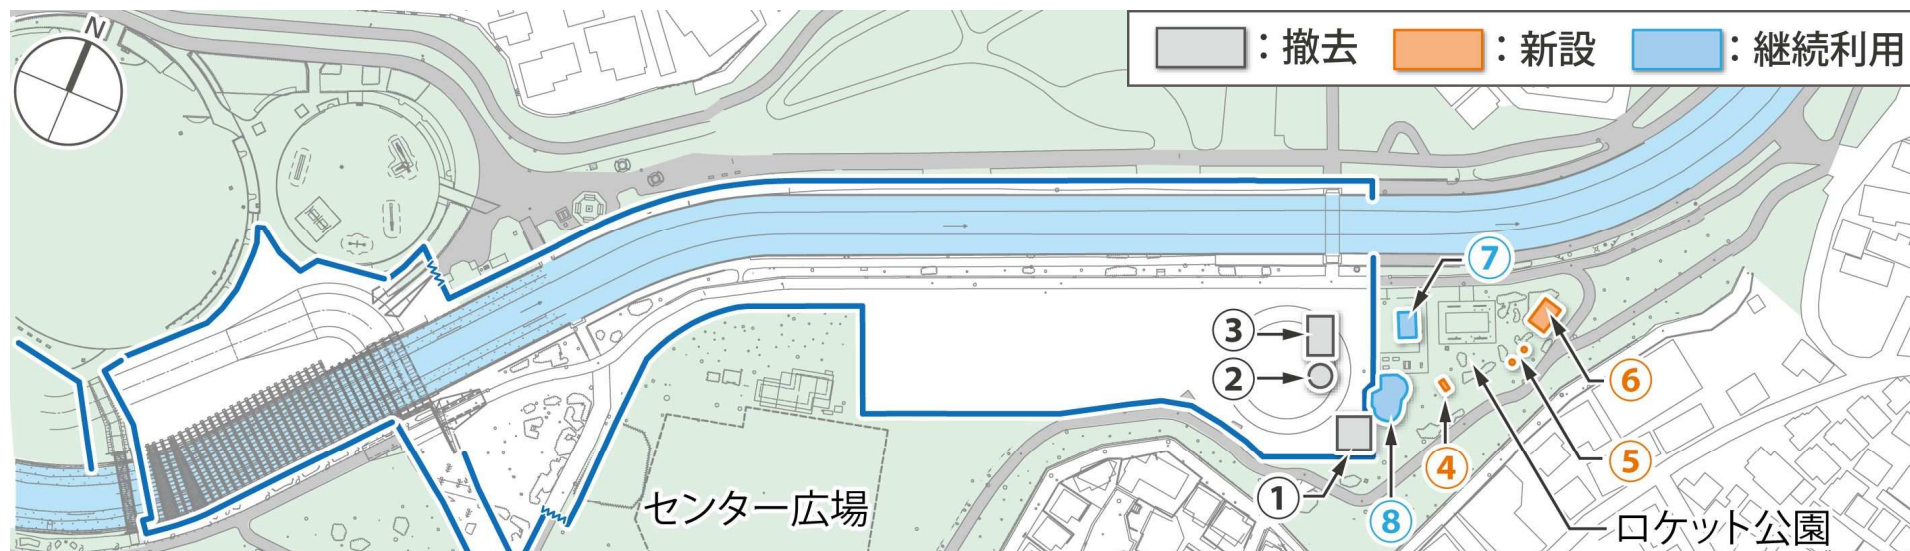 N
：撤去
：新設
：継続利用
⑦
③
②
⑥
④
⑤
①
⑧
センター広場
ロケット公園